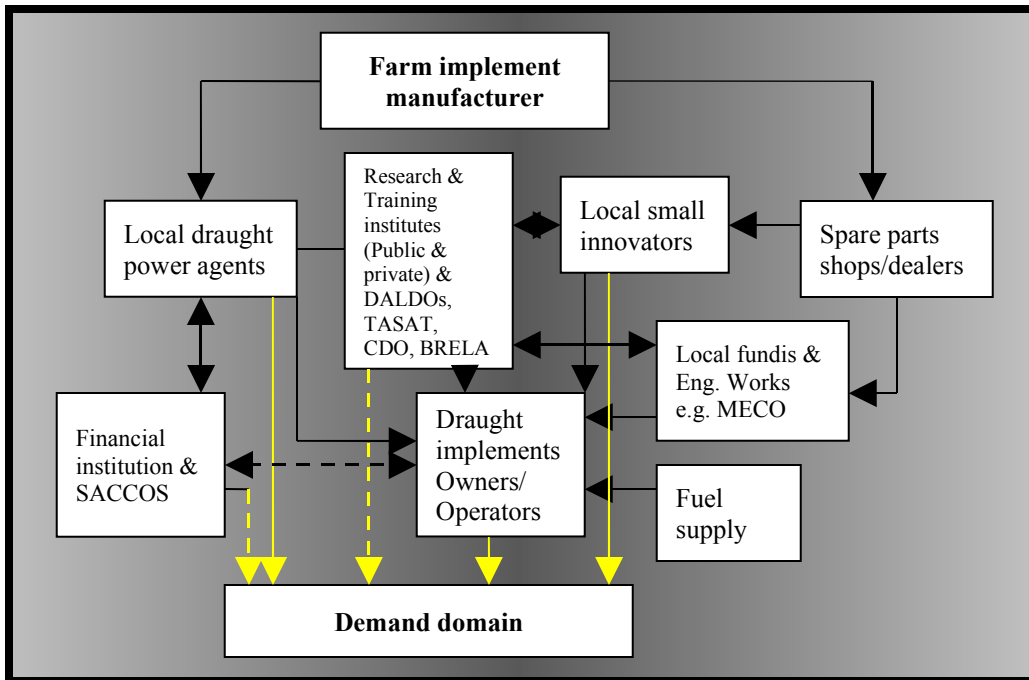 Farm implement
manufacturer
Research &
Training
institutes
(Public &
private) &
DALDOs,
TASAT,
CDO, BRELA
Local small
innovators
Local draught
power agents
Spare parts
shops/dealers
Local fundis &
Eng. Works
e.g. MECO
Financial
institution &
SACCOS
Draught
implements
Owners/
Operators
Fuel
supply
Demand domain